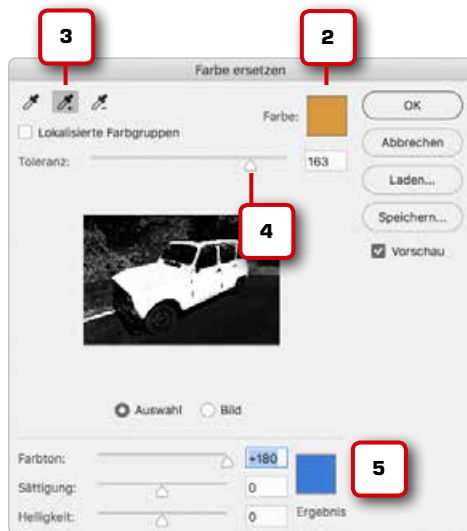 3
2
Farbe ersetzen
Farbe:
OK
Lokalisierte Farbgruppen
Abbrechen
Toleranz:
163
Laden...
4
Speichern...
Vorschau
Auswahl
Bild
Farbton:
+180
5
Sättigung:
0
Helligkeit:
0
Ergebnis